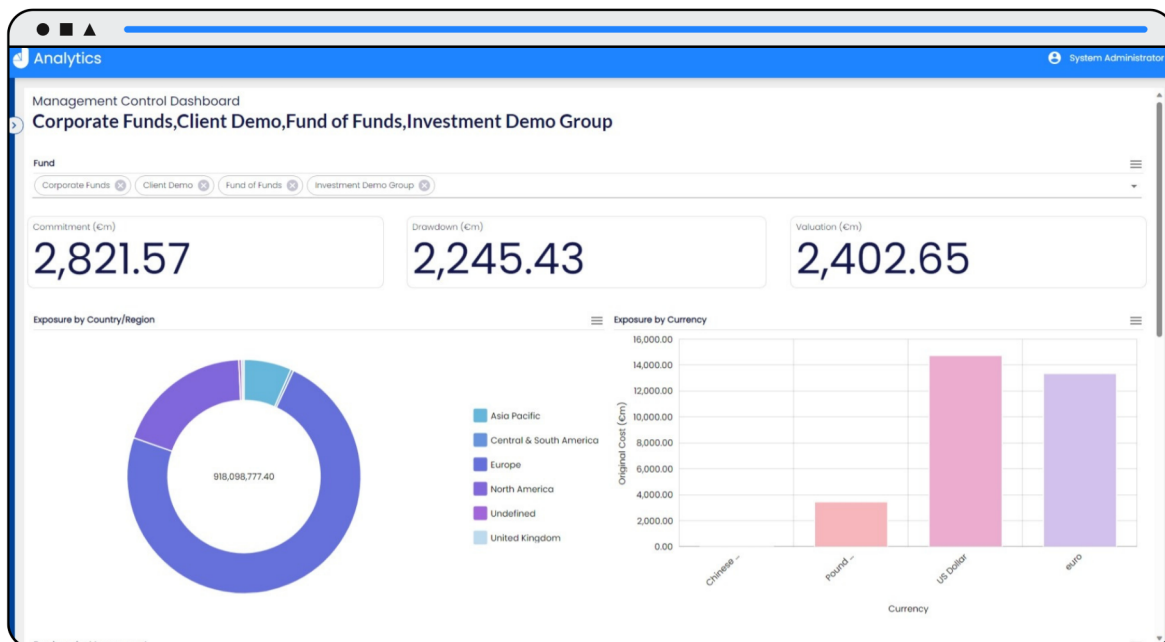 Analytics
System Administrator
Management Control Dashboard
Corporate Funds,Client Demo,Fund of Funds,Investment Demo Group
Fund
Corporate Funds
Client Demo
Fund of Funds
Investment Demo Group
Commitment (€m)
2,821.57
Drawdown (€m)
2,245.43
Valuation (€m)
2,402.65
Exposure by Country/Region
918,098,777.40
Asia Pacific
Central & South America
Europe
North America
Undefined
United Kingdom
Exposure by Currency
Original Cost (€m)
16,000.00
14,000.00
12,000.00
10,000.00
8,000.00
6,000.00
4,000.00
2,000.00
0.00
Chinese ...
Pound ...
US Dollar
euro
Currency